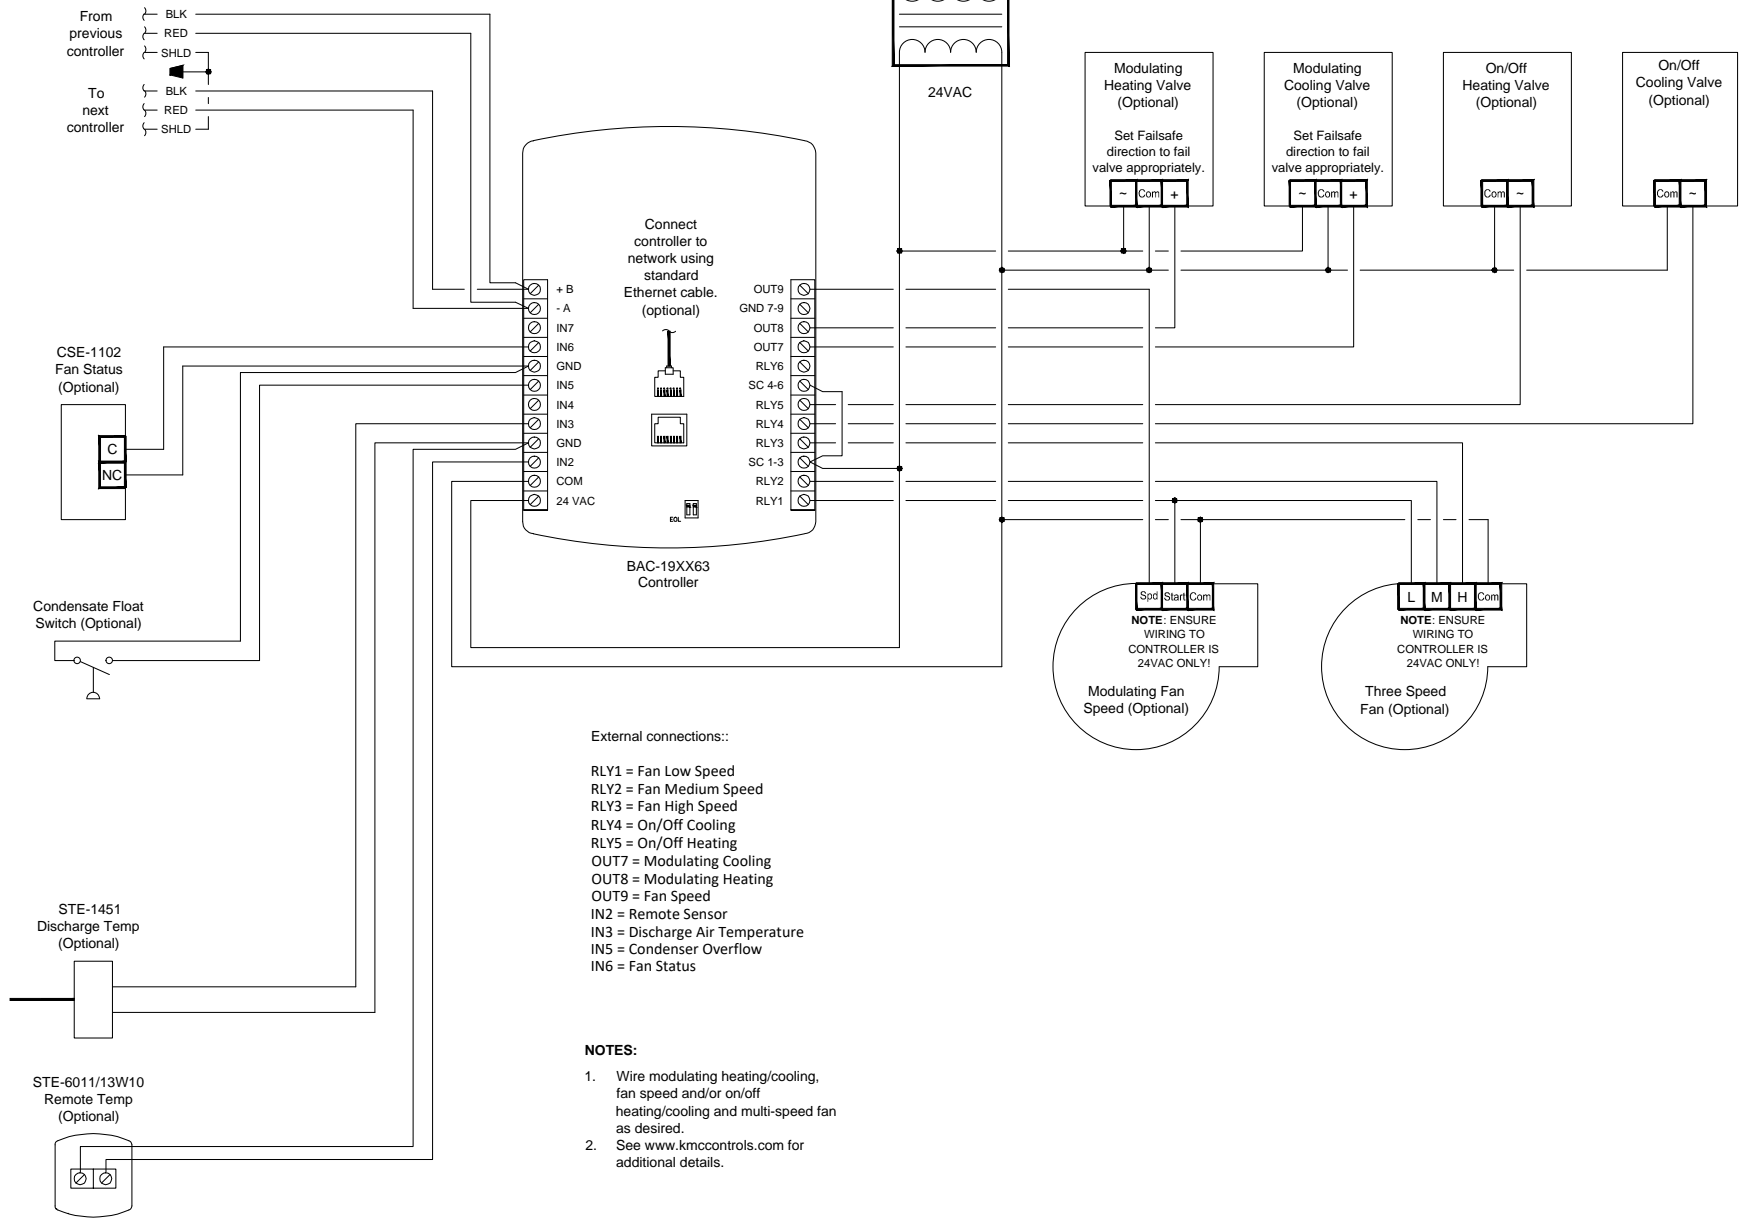 From
previous
controller
BLK
RED
SHLD
To
next
controller
BLK
RED
SHLD
24VAC
Modulating
Heating Valve
(Optional)
Set Failsafe
direction to fail
valve appropriately.
~ Com +
Modulating
Cooling Valve
(Optional)
Set Failsafe
direction to fail
valve appropriately.
~ Com +
On/Off
Heating Valve
(Optional)
Com ~
On/Off
Cooling Valve
(Optional)
Com ~
Connect
controller to
network using
standard
Ethernet cable.
(optional)
+ B
- A
IN7
IN6
GND
IN5
IN4
IN3
GND
IN2
COM
24 VAC
OUT9
GND 7-9
OUT8
OUT7
RLY6
SC 4-6
RLY5
RLY4
RLY3
SC 1-3
RLY2
RLY1
EOL
BAC-19XX63
Controller
CSE-1102
Fan Status
(Optional)
C
NC
Condensate Float
Switch (Optional)
Spd Start Com
NOTE: ENSURE
WIRING TO
CONTROLLER IS
24VAC ONLY!
Modulating Fan
Speed (Optional)
L M H Com
NOTE: ENSURE
WIRING TO
CONTROLLER IS
24VAC ONLY!
Three Speed
Fan (Optional)
External connections::
RLY1 = Fan Low Speed
RLY2 = Fan Medium Speed
RLY3 = Fan High Speed
RLY4 = On/Off Cooling
RLY5 = On/Off Heating
OUT7 = Modulating Cooling
OUT8 = Modulating Heating
OUT9 = Fan Speed
IN2 = Remote Sensor
IN3 = Discharge Air Temperature
IN5 = Condenser Overflow
IN6 = Fan Status
STE-1451
Discharge Temp
(Optional)
STE-6011/13W10
Remote Temp
(Optional)
NOTES:
1. Wire modulating heating/cooling,
fan speed and/or on/off
heating/cooling and multi-speed fan
as desired.
2. See www.kmccontrols.com for
additional details.